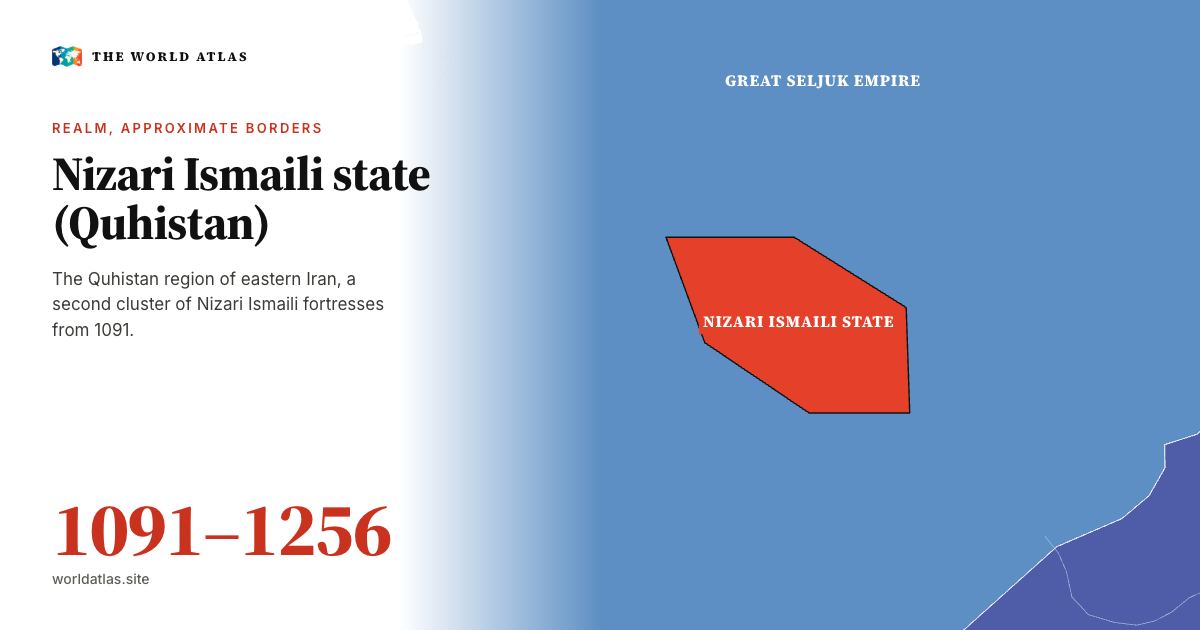 THE WORLD ATLAS
REALM, APPROXIMATE BORDERS
Nizari Ismaili state
(Quhistan)
The Quhistan region of eastern Iran, a
second cluster of Nizari Ismaili fortresses
from 1091.
1091–1256
worldatlas.site
GREAT SELJUK EMPIRE
NIZARI ISMAILI STATE